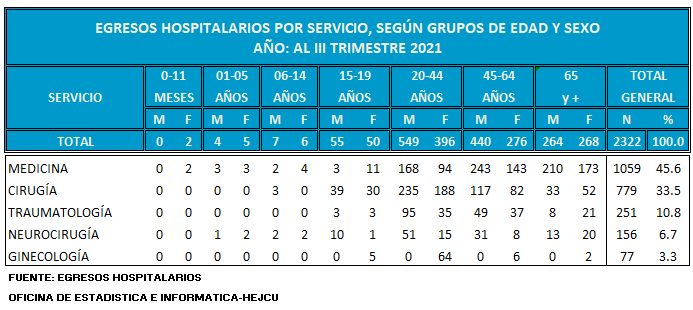 EGRESOS HOSPITALARIOS POR SERVICIO, SEGÚN GRUPOS DE EDAD Y SEXO
AÑO: AL III TRIMESTRE 2021
SERVICIO 0-11 MESES 01-05 AÑOS 06-14 AÑOS 15-19 AÑOS 20-44 AÑOS 45-64 AÑOS 65 y + TOTAL GENERAL
M F M F M F M F M F M F M F N %
TOTAL 0 2 4 5 7 6 55 50 549 396 440 276 264 268 2322 100.0
MEDICINA 0 2 3 3 2 4 3 11 168 94 243 143 210 173 1059 45.6
CIRUGÍA 0 0 0 0 3 0 39 30 235 188 117 82 33 52 779 33.5
TRAUMATOLOGÍA 0 0 0 0 0 0 3 3 95 35 49 37 8 21 251 10.8
NEUROCIRUGÍA 0 0 1 2 2 2 10 1 51 15 31 8 13 20 156 6.7
GINECOLOGÍA 0 0 0 0 0 0 0 5 0 64 0 6 0 2 77 3.3
FUENTE: EGRESOS HOSPITALARIOS
OFICINA DE ESTADISTICA E INFORMATICA-HEJCU